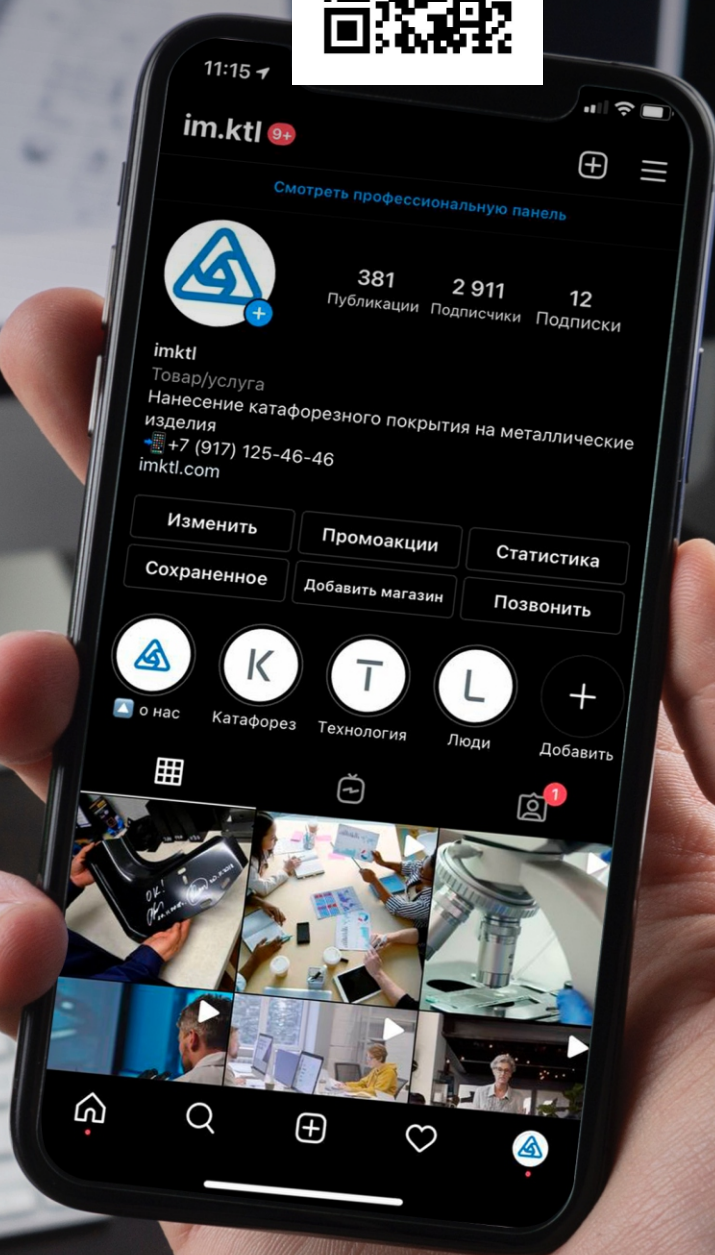 11:15
im.ktl 9+
Смотреть профессиональную панель
381
Публикации
2 911
Подписчики
12
Подписки
imktl
Товар/услуга
Нанесение катафорезного покрытия на металлические
изделия
+7 (917) 125-46-46
imktl.com
Изменить
Промоакции
Статистика
Сохраненное
Добавить магазин
Позвонить
К
Т
L
о нас
Катафорез
Технология
Люди
Добавить
1
OK!